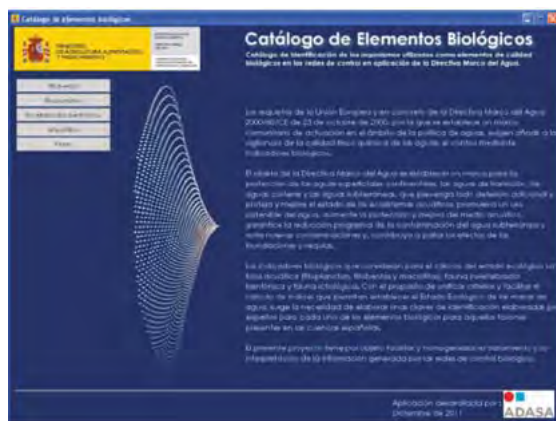 Catálogo de elementos biológicos
MINISTERIO
DE AGRICULTURA, ALIMENTACIÓN
Y MEDIO AMBIENTE
Catálogo de Elementos Biológicos
Catálogo de identificación de los organismos utilizados como elementos de calidad
biológicos en las redes de control en aplicación de la Directiva Marco del Agua.
Los requisitos de la Unión Europea y en concreto de la Directiva Marco del Agua
2000/60/CE de 23 de octubre de 2000, por la que se establece un marco
comunitario de actuación en el ámbito de la política de aguas, exigen añadir a la
vigilancia de la calidad físico química de las aguas, el control mediante
indicadores biológicos.
El objeto de la Directiva Marco del Agua es establecer un marco para la
protección de las aguas superficiales continentales, las aguas de transición, las
aguas costeras y las aguas subterráneas, que prevenga todo deterioro adicional y
proteja y mejore el estado de los ecosistemas acuáticos, promueva un uso
sostenible del agua, aumente la protección y mejora del medio acuático,
garantice la reducción progresiva de la contaminación del agua subterránea y
evite nuevas contaminaciones y, contribuya a paliar los efectos de las
inundaciones y sequías.
Los indicadores biológicos que consideran para el cálculo del estado ecológico son
flora acuática (fitoplancton, fitobentos y macrófitos), fauna invertebrada
bentónica y fauna ictiológica. Con el propósito de unificar criterios y facilitar el
cálculo de índices que permitan establecer el Estado Ecológico de las masas de
agua, surge la necesidad de elaborar unas claves de identificación elaboradas por
expertos para cada uno de los elementos biológicos para aquellos taxones
presentes en las cuencas españolas.
El presente proyecto tiene por objeto facilitar y homogeneizar el tratamiento y la
interpretación de la información generada por las redes de control biológico.
Aplicación desarrollada por:
Diciembre de 2011
ADASA